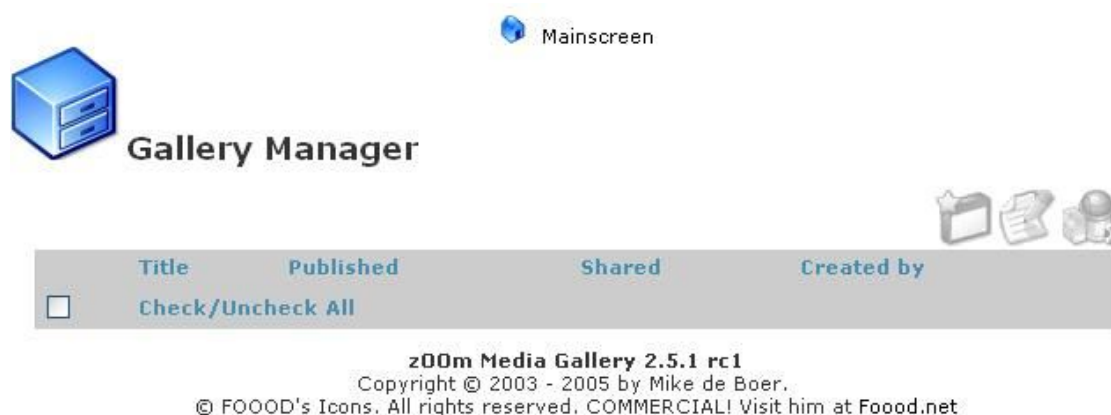 Mainscreen
Gallery Manager
Title Published Shared Created by
Check/Uncheck All
zOOm Media Gallery 2.5.1 rc1
Copyright © 2003 - 2005 by Mike de Boer.
© FOOOD's Icons. All rights reserved. COMMERCIAL! Visit him at Foood.net